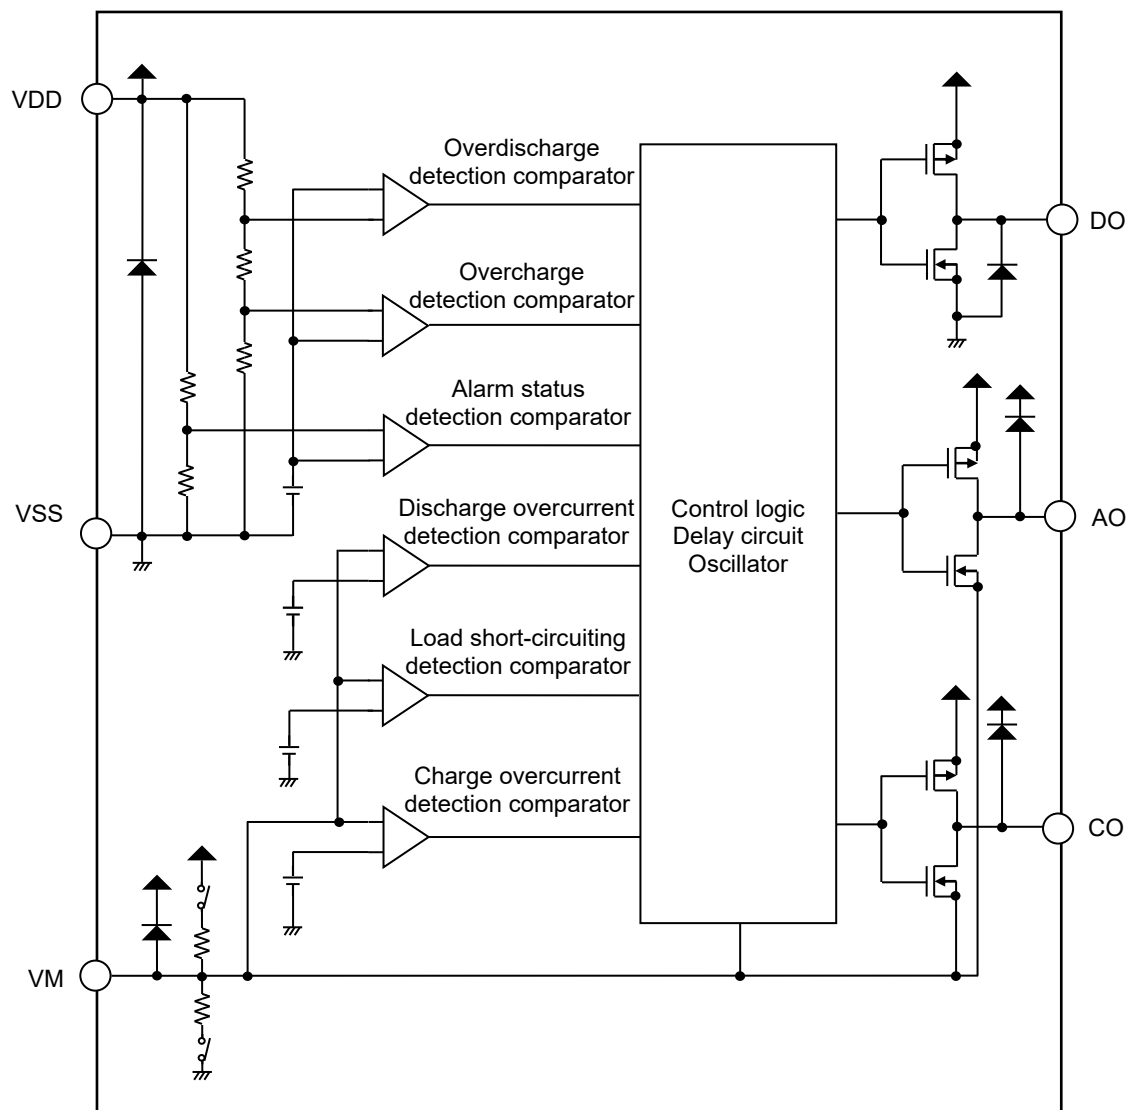 VDD
Overdischarge
detection comparator
DO
Overcharge
detection comparator
Alarm status
detection comparator
VSS
Discharge overcurrent
detection comparator
Control logic
Delay circuit
Oscillator
AO
Load short-circuiting
detection comparator
Charge overcurrent
detection comparator
CO
VM